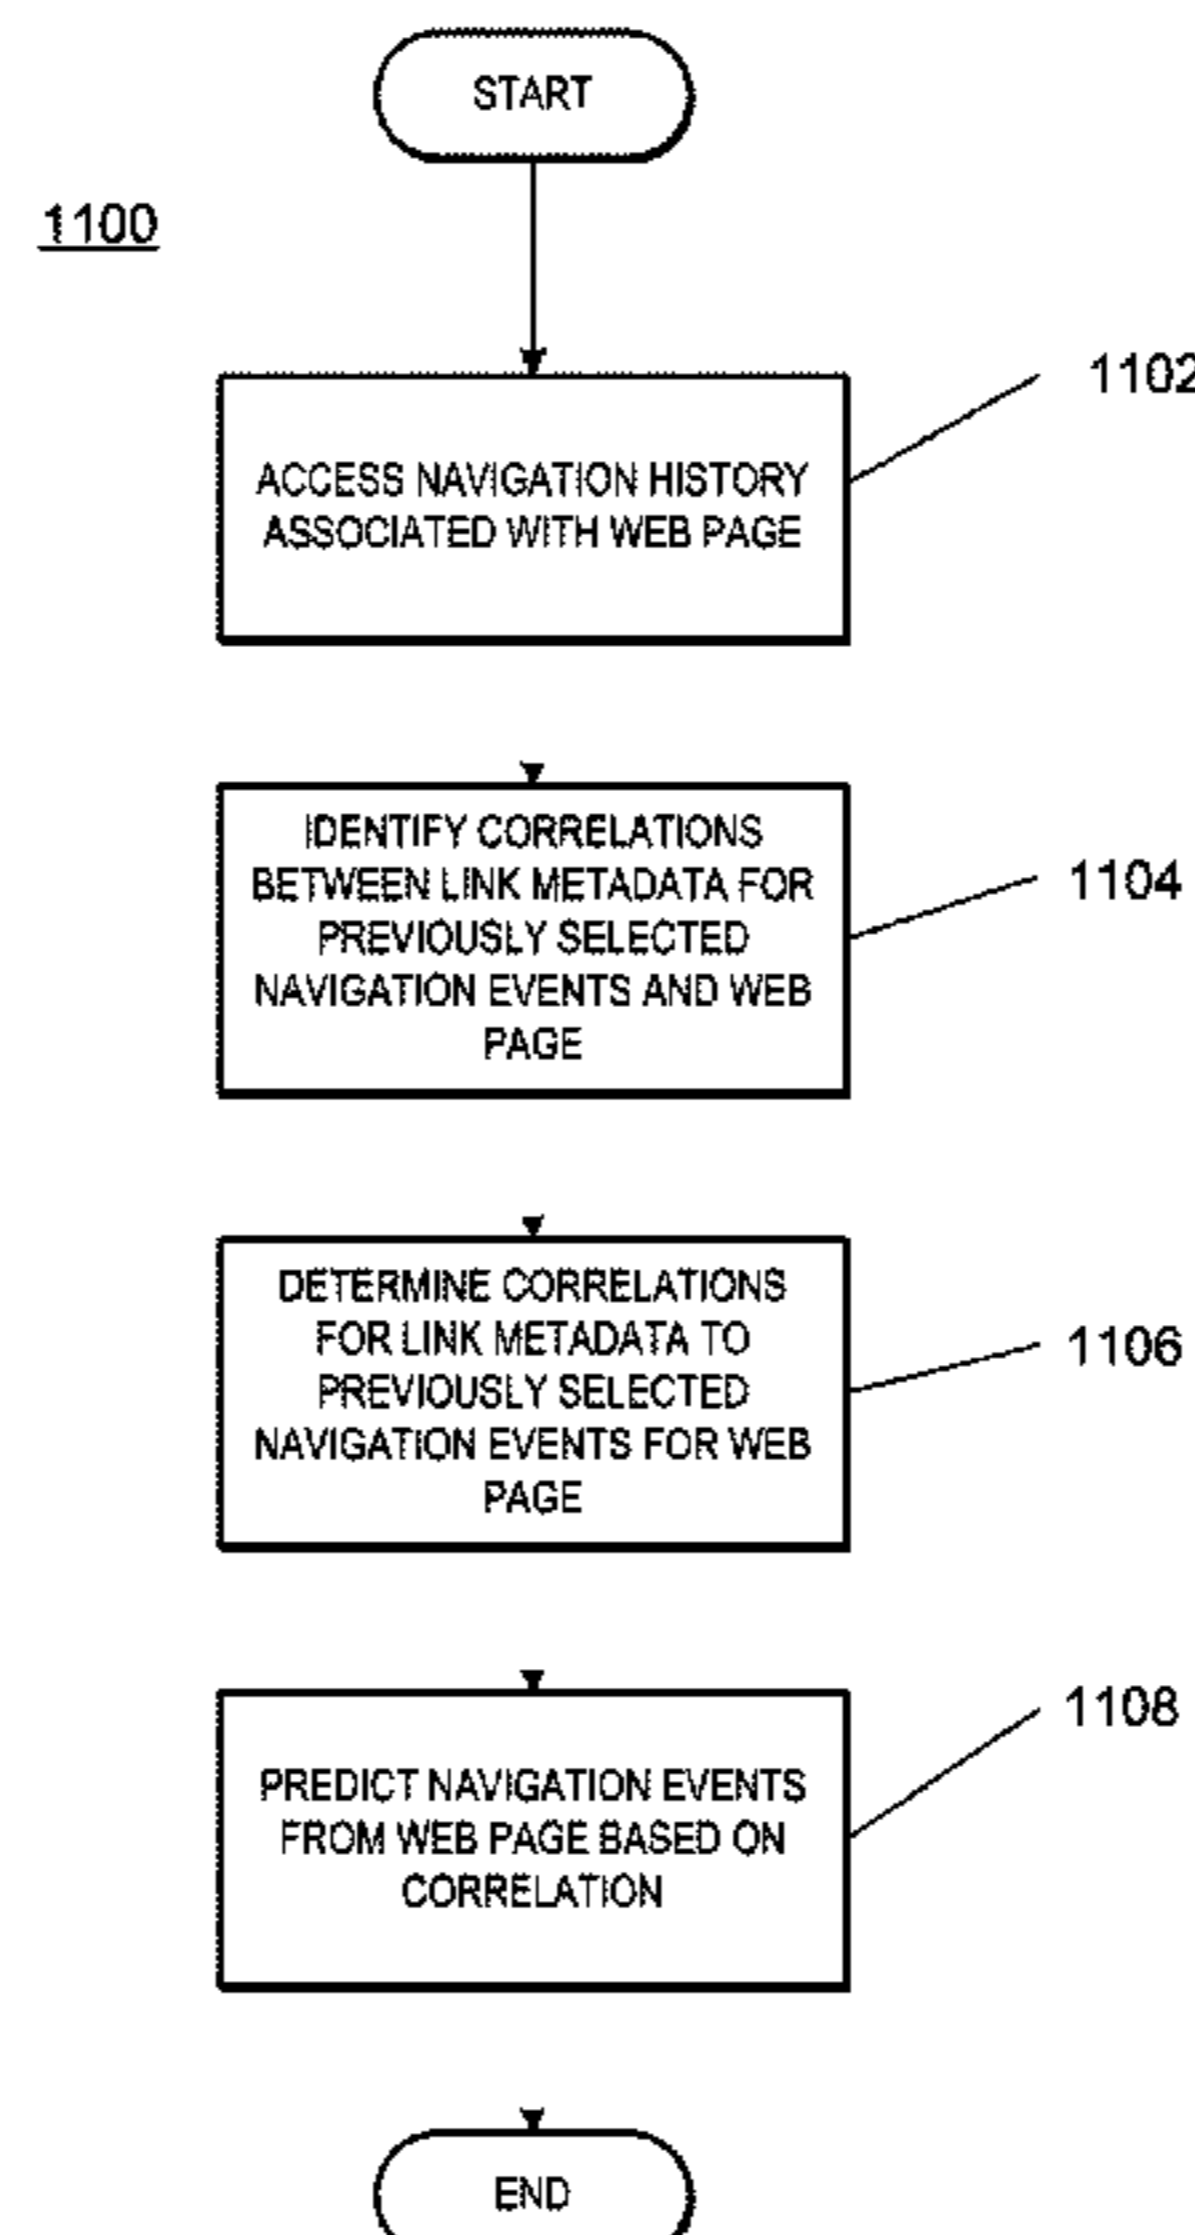 START
1100
1102
ACCESS NAVIGATION HISTORY
ASSOCIATED WITH WEB PAGE
IDENTIFY CORRELATIONS
BETWEEN LINK METADATA FOR
PREVIOUSLY SELECTED
NAVIGATION EVENTS AND WEB
PAGE
1104
DETERMINE CORRELATIONS
FOR LINK METADATA TO
PREVIOUSLY SELECTED
NAVIGATION EVENTS FOR WEB
PAGE
1106
PREDICT NAVIGATION EVENTS
FROM WEB PAGE BASED ON
CORRELATION
1108
END